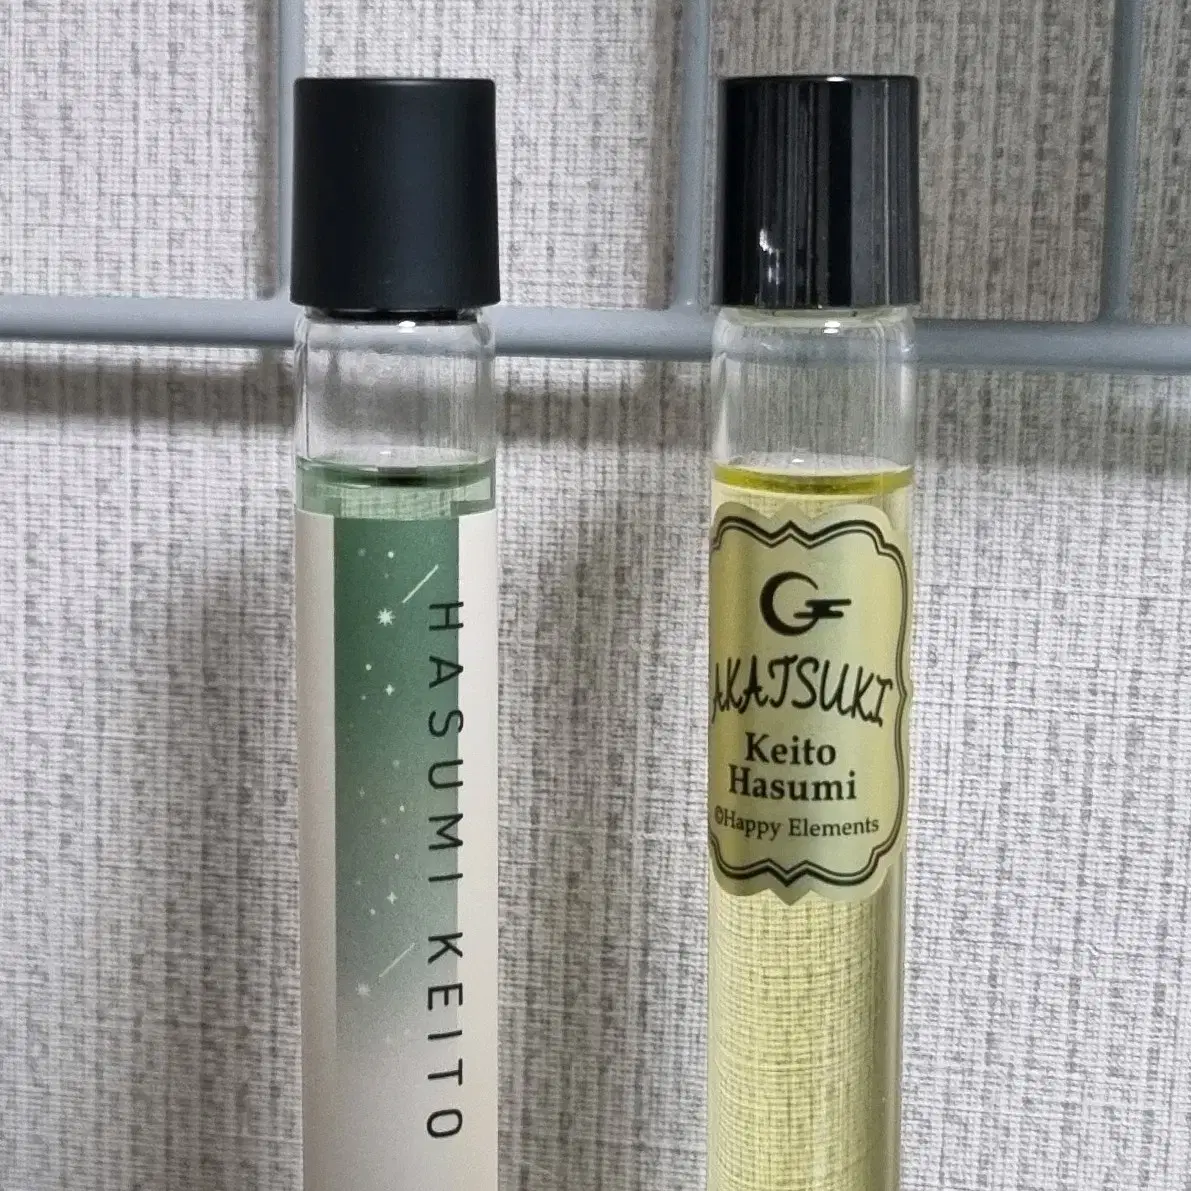 HASUMI KEITO
AKATSUKI
Keito
Hasumi
©Happy Elements